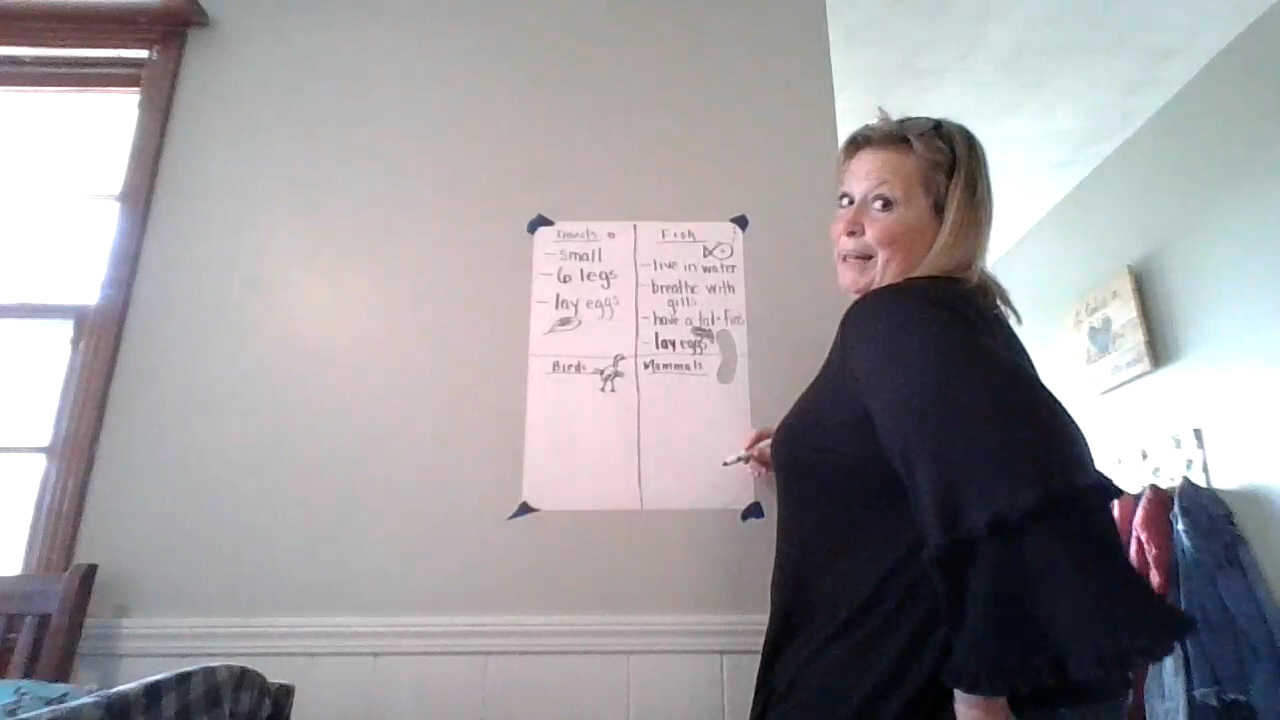 Insects
- small
- 6 legs
- lay eggs
Fish
- live in water
- breathe with
gills
- have a tail + fins
- lay eggs
Birds
Mammals